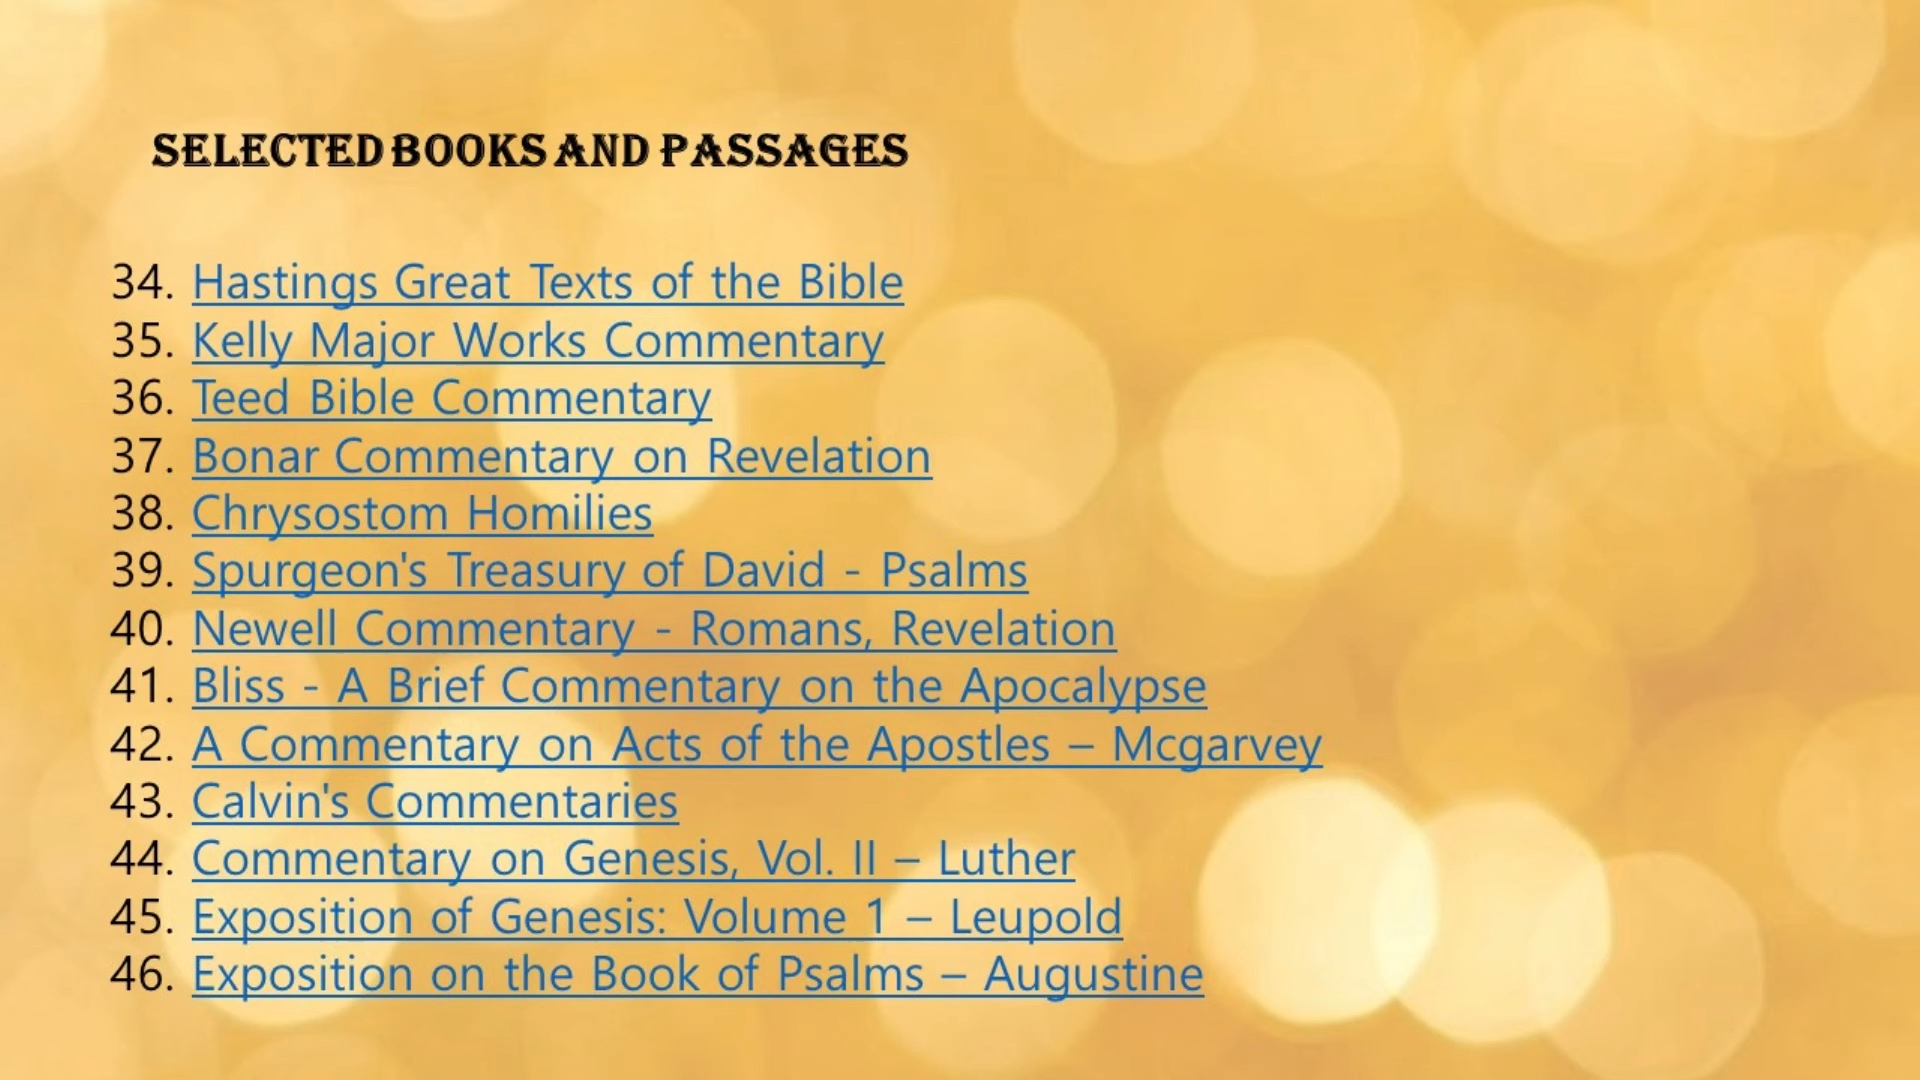 SELECTED BOOKS AND PASSAGES
34. Hastings Great Texts of the Bible
35. Kelly Major Works Commentary
36. Teed Bible Commentary
37. Bonar Commentary on Revelation
38. Chrysostom Homilies
39. Spurgeon's Treasury of David - Psalms
40. Newell Commentary - Romans, Revelation
41. Bliss - A Brief Commentary on the Apocalypse
42. A Commentary on Acts of the Apostles – Mcgarvey
43. Calvin's Commentaries
44. Commentary on Genesis, Vol. II – Luther
45. Exposition of Genesis: Volume 1 – Leupold
46. Exposition on the Book of Psalms – Augustine